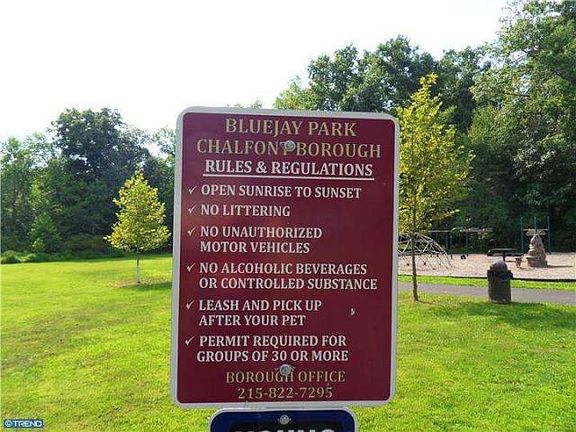 BLUEJAY PARK
CHALFONT BOROUGH
RULES & REGULATIONS
✓ OPEN SUNRISE TO SUNSET
✓ NO LITTERING
✓ NO UNAUTHORIZED
MOTOR VEHICLES
✓ NO ALCOHOLIC BEVERAGES
OR CONTROLLED SUBSTANCE
✓ LEASH AND PICK UP
AFTER YOUR PET
✓ PERMIT REQUIRED FOR
GROUPS OF 30 OR MORE
BOROUGH OFFICE
215-822-7295
©TREND